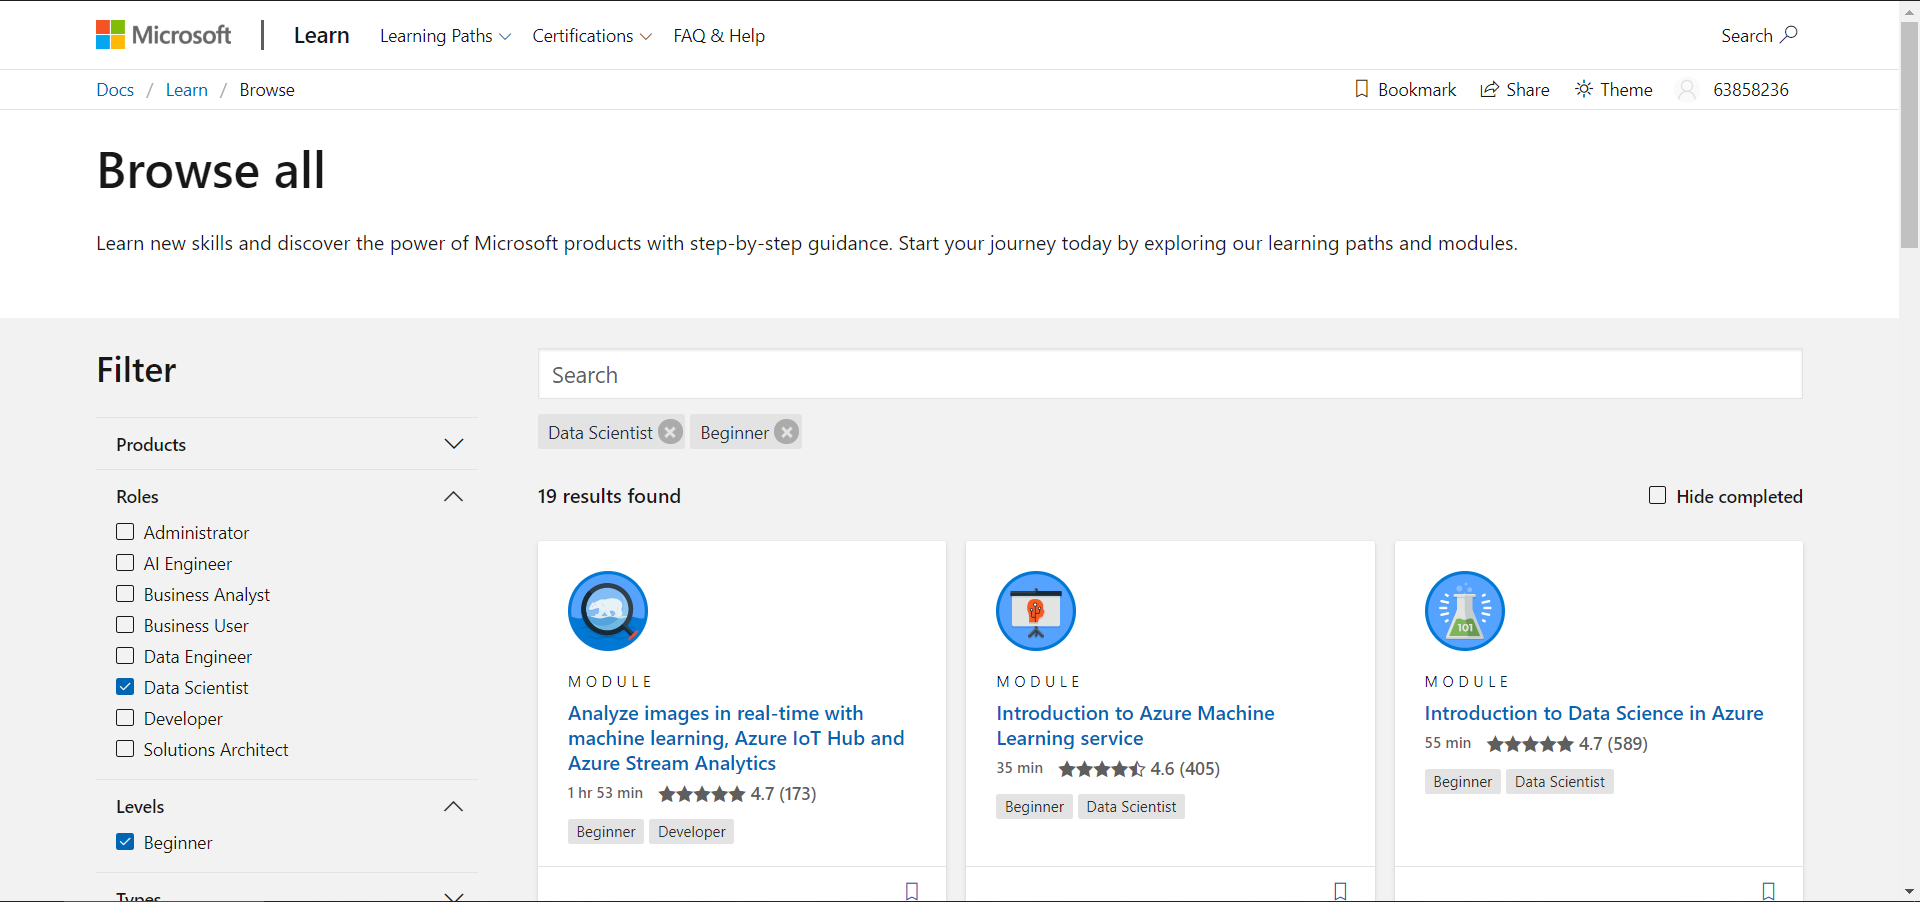 Microsoft | Learn Learning Paths Certifications FAQ & Help Search
Docs / Learn / Browse Bookmark Share Theme 63858236
Browse all
Learn new skills and discover the power of Microsoft products with step-by-step guidance. Start your journey today by exploring our learning paths and modules.
Filter
Products
Roles
Administrator
AI Engineer
Business Analyst
Business User
Data Engineer
Data Scientist
Developer
Solutions Architect
Levels
Beginner
Types
Search
Data Scientist Beginner
19 results found Hide completed
MODULE
Analyze images in real-time with
machine learning, Azure IoT Hub and
Azure Stream Analytics
1 hr 53 min 4.7 (173)
Beginner Developer
MODULE
Introduction to Azure Machine
Learning service
35 min 4.6 (405)
Beginner Data Scientist
101
MODULE
Introduction to Data Science in Azure
55 min 4.7 (589)
Beginner Data Scientist